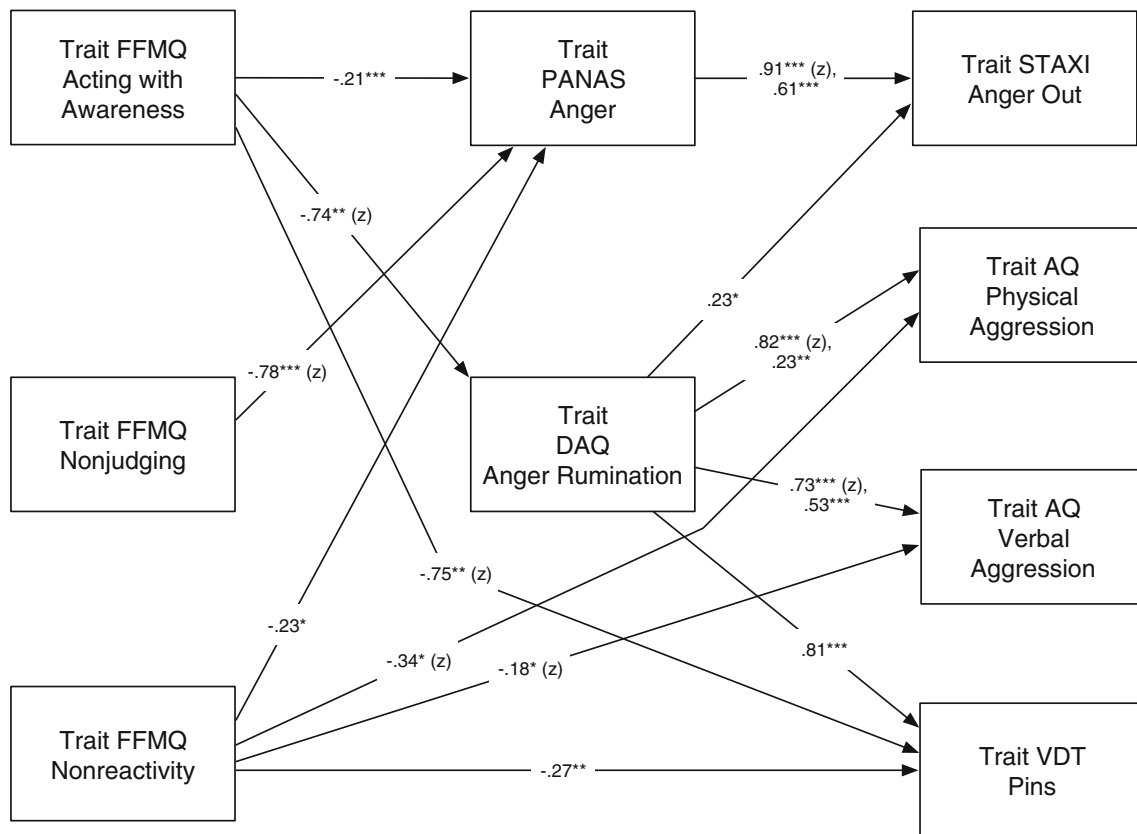 Trait FFMQ
Acting with
Awareness
-.21***
Trait
PANAS
Anger
.91*** (z),
.61***
Trait STAXI
Anger Out
-.74** (z)
.23*
Trait AQ
Physical
Aggression
.82*** (z),
.23**
-.78*** (z)
Trait FFMQ
Nonjudging
Trait
DAQ
Anger Rumination
.73*** (z),
.53***
Trait AQ
Verbal
Aggression
-.75** (z)
-.23*
-.34* (z)
-.18* (z)
.81***
Trait FFMQ
Nonreactivity
-.27**
Trait VDT
Pins